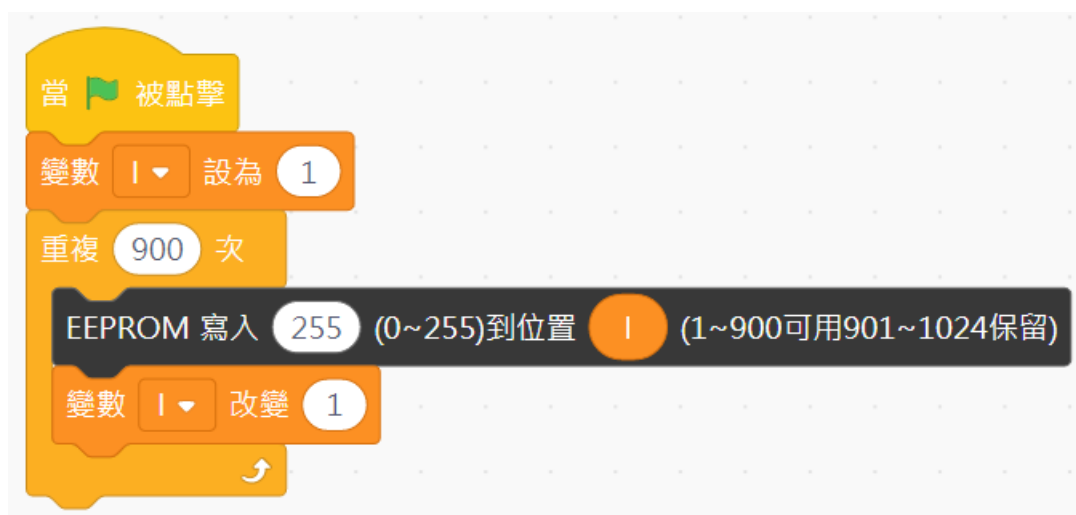 當 被點擊
變數 I 設為 1
重複 900 次
EEPROM 寫入 255 (0~255)到位置 I (1~900可用901~1024保留)
變數 I 改變 1